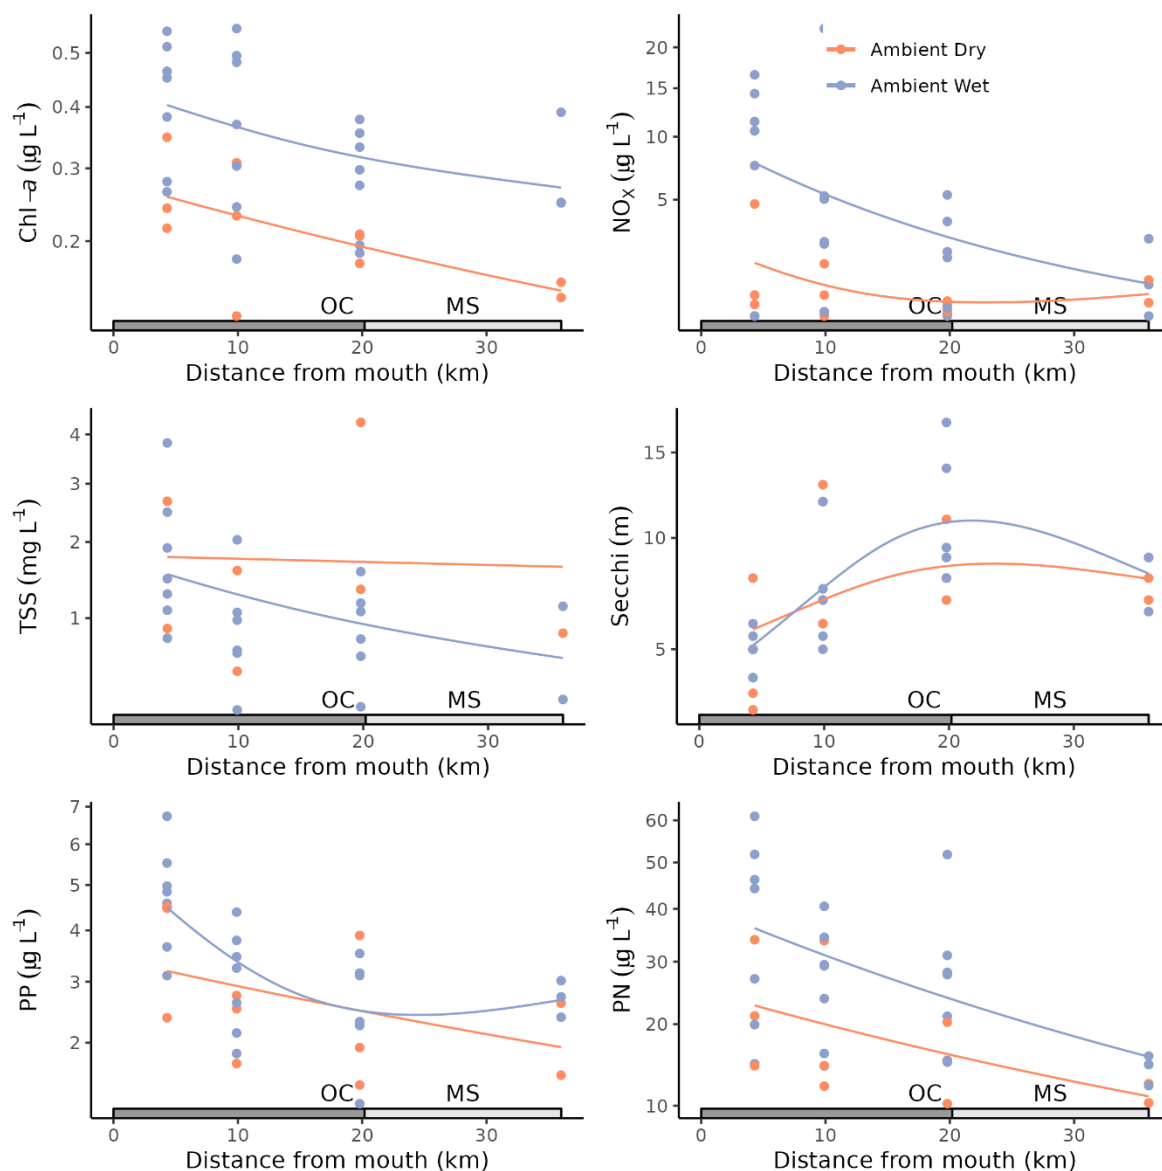 Chl−a (µg L⁻¹)
0.5
0.4
0.3
0.2
OC
MS
0
10
20
30
Distance from mouth (km)
NOX (µg L⁻¹)
20
15
10
5
Ambient Dry
Ambient Wet
OC
MS
0
10
20
30
Distance from mouth (km)
TSS (mg L⁻¹)
4
3
2
1
OC
MS
0
10
20
30
Distance from mouth (km)
Secchi (m)
15
10
5
OC
MS
0
10
20
30
Distance from mouth (km)
PP (µg L⁻¹)
7
6
5
4
3
2
OC
MS
0
10
20
30
Distance from mouth (km)
PN (µg L⁻¹)
60
50
40
30
20
10
OC
MS
0
10
20
30
Distance from mouth (km)